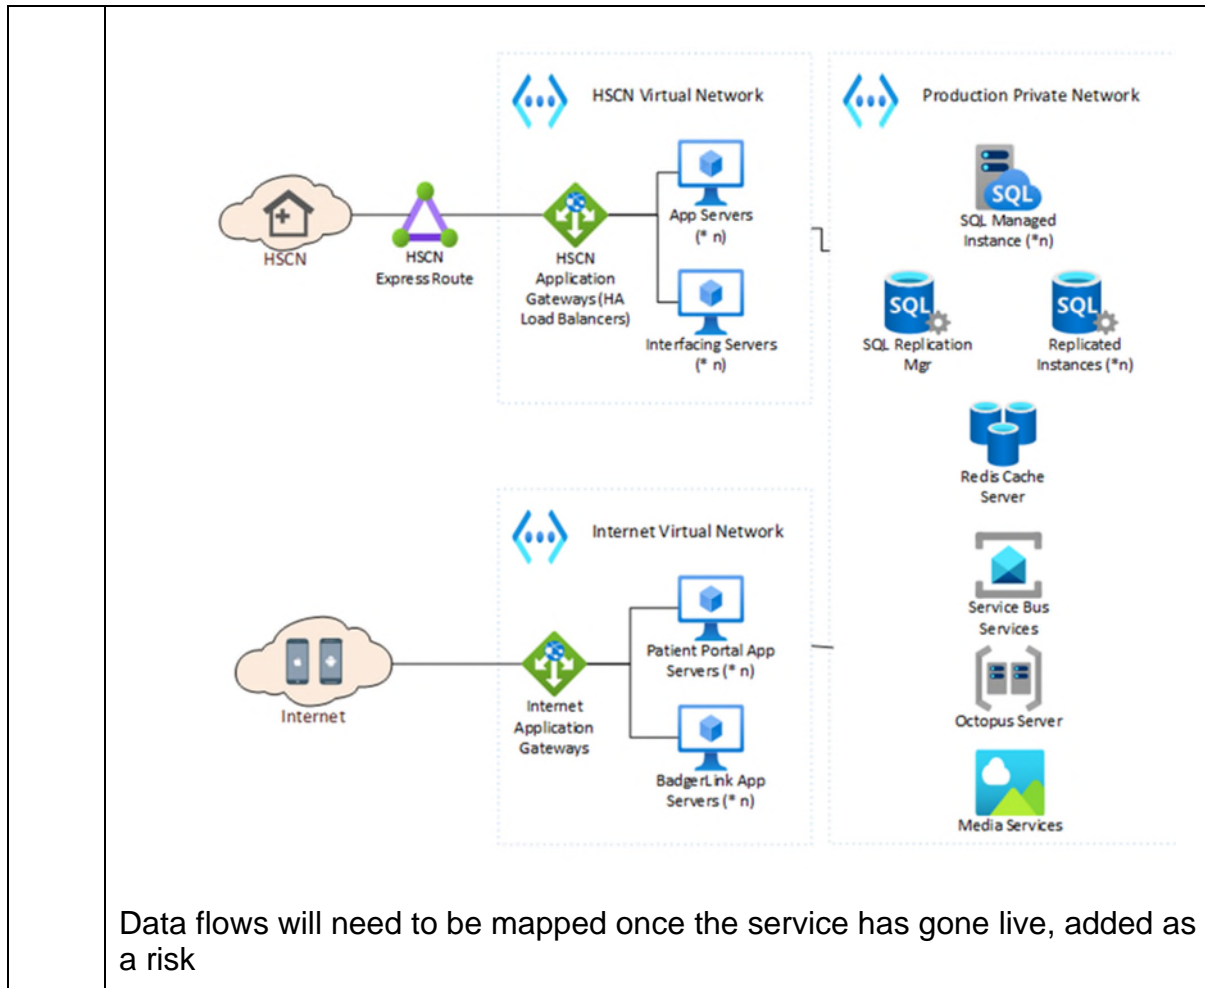 HSCN Virtual Network
Production Private Network
SQL
SQL Managed
Instance (*n)
App Servers
(* n)
HSCN
HSCN
Express Route
HSCN
Application
Gateways (HA
Load Balancers)
Interfacing Servers
(* n)
SQL
SQL Replication
Mgr
SQL
Replicated
Instances (*n)
Redis Cache
Server
Internet Virtual Network
Service Bus
Services
Patient Portal App
Servers (* n)
Internet
Internet
Application
Gateways
Octopus Server
BadgerLink App
Servers (* n)
Media Services
Data flows will need to be mapped once the service has gone live, added as
a risk